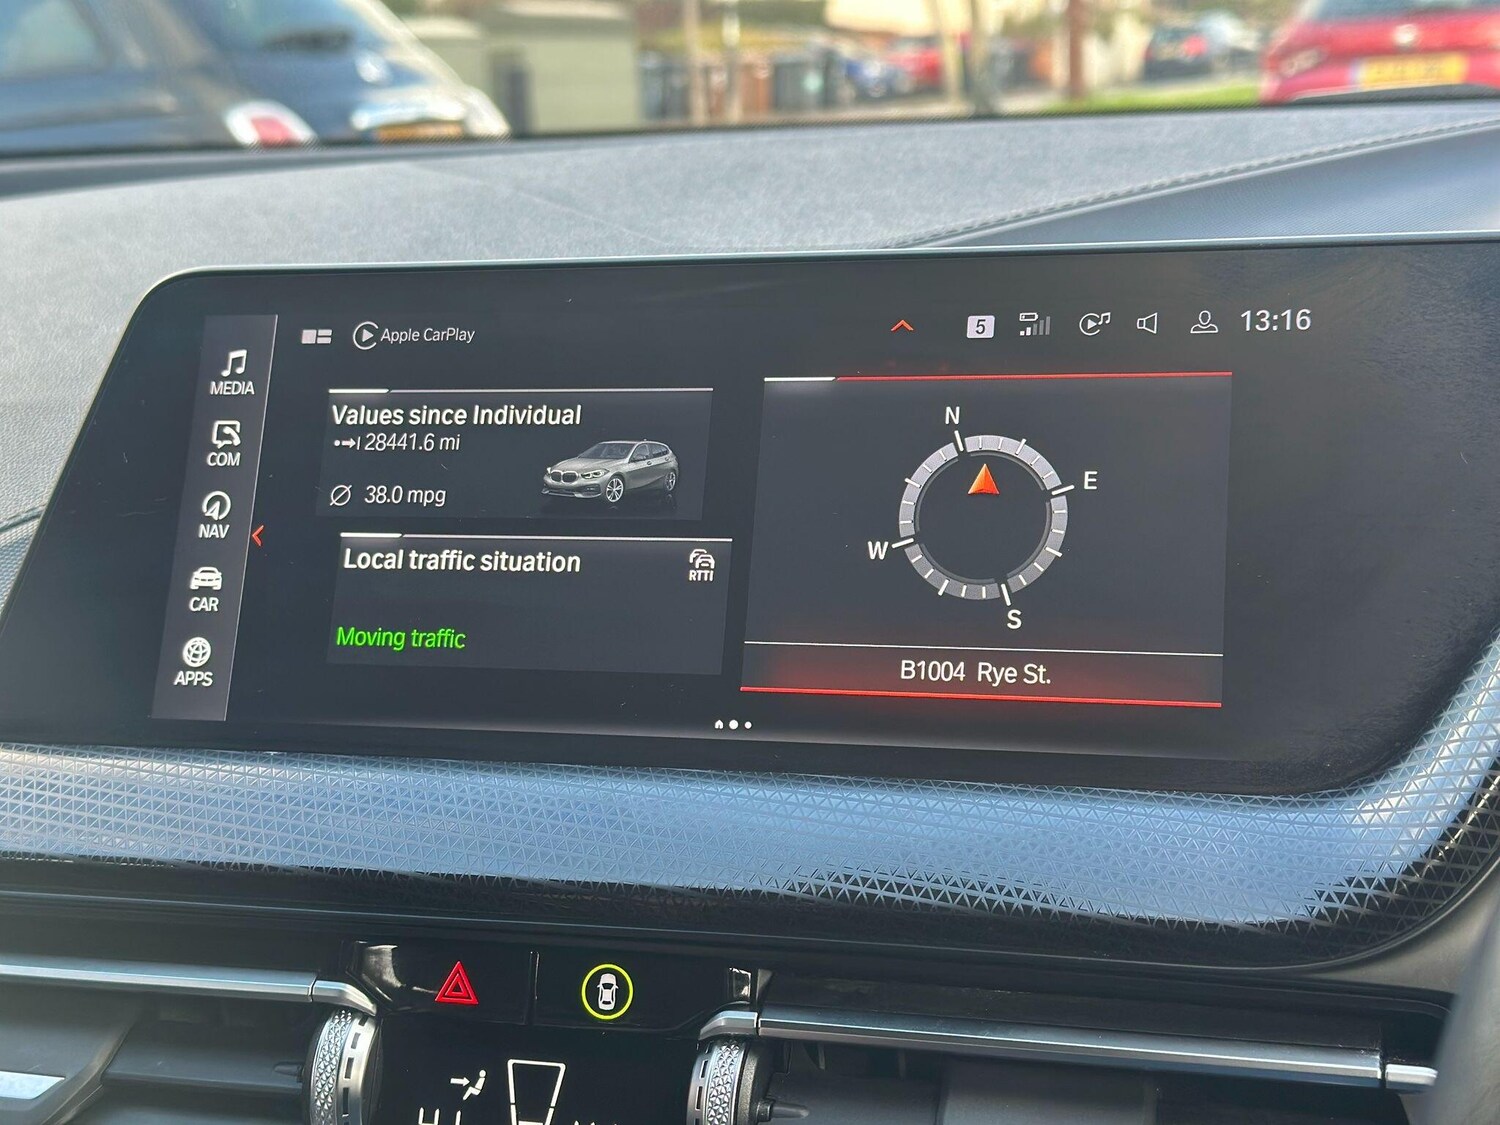 Apple CarPlay
5
13:16
MEDIA
COM
NAV
CAR
APPS
Values since Individual
28441.6 mi
38.0 mpg
Local traffic situation
RTTI
Moving traffic
N
E
W
S
B1004 Rye St.